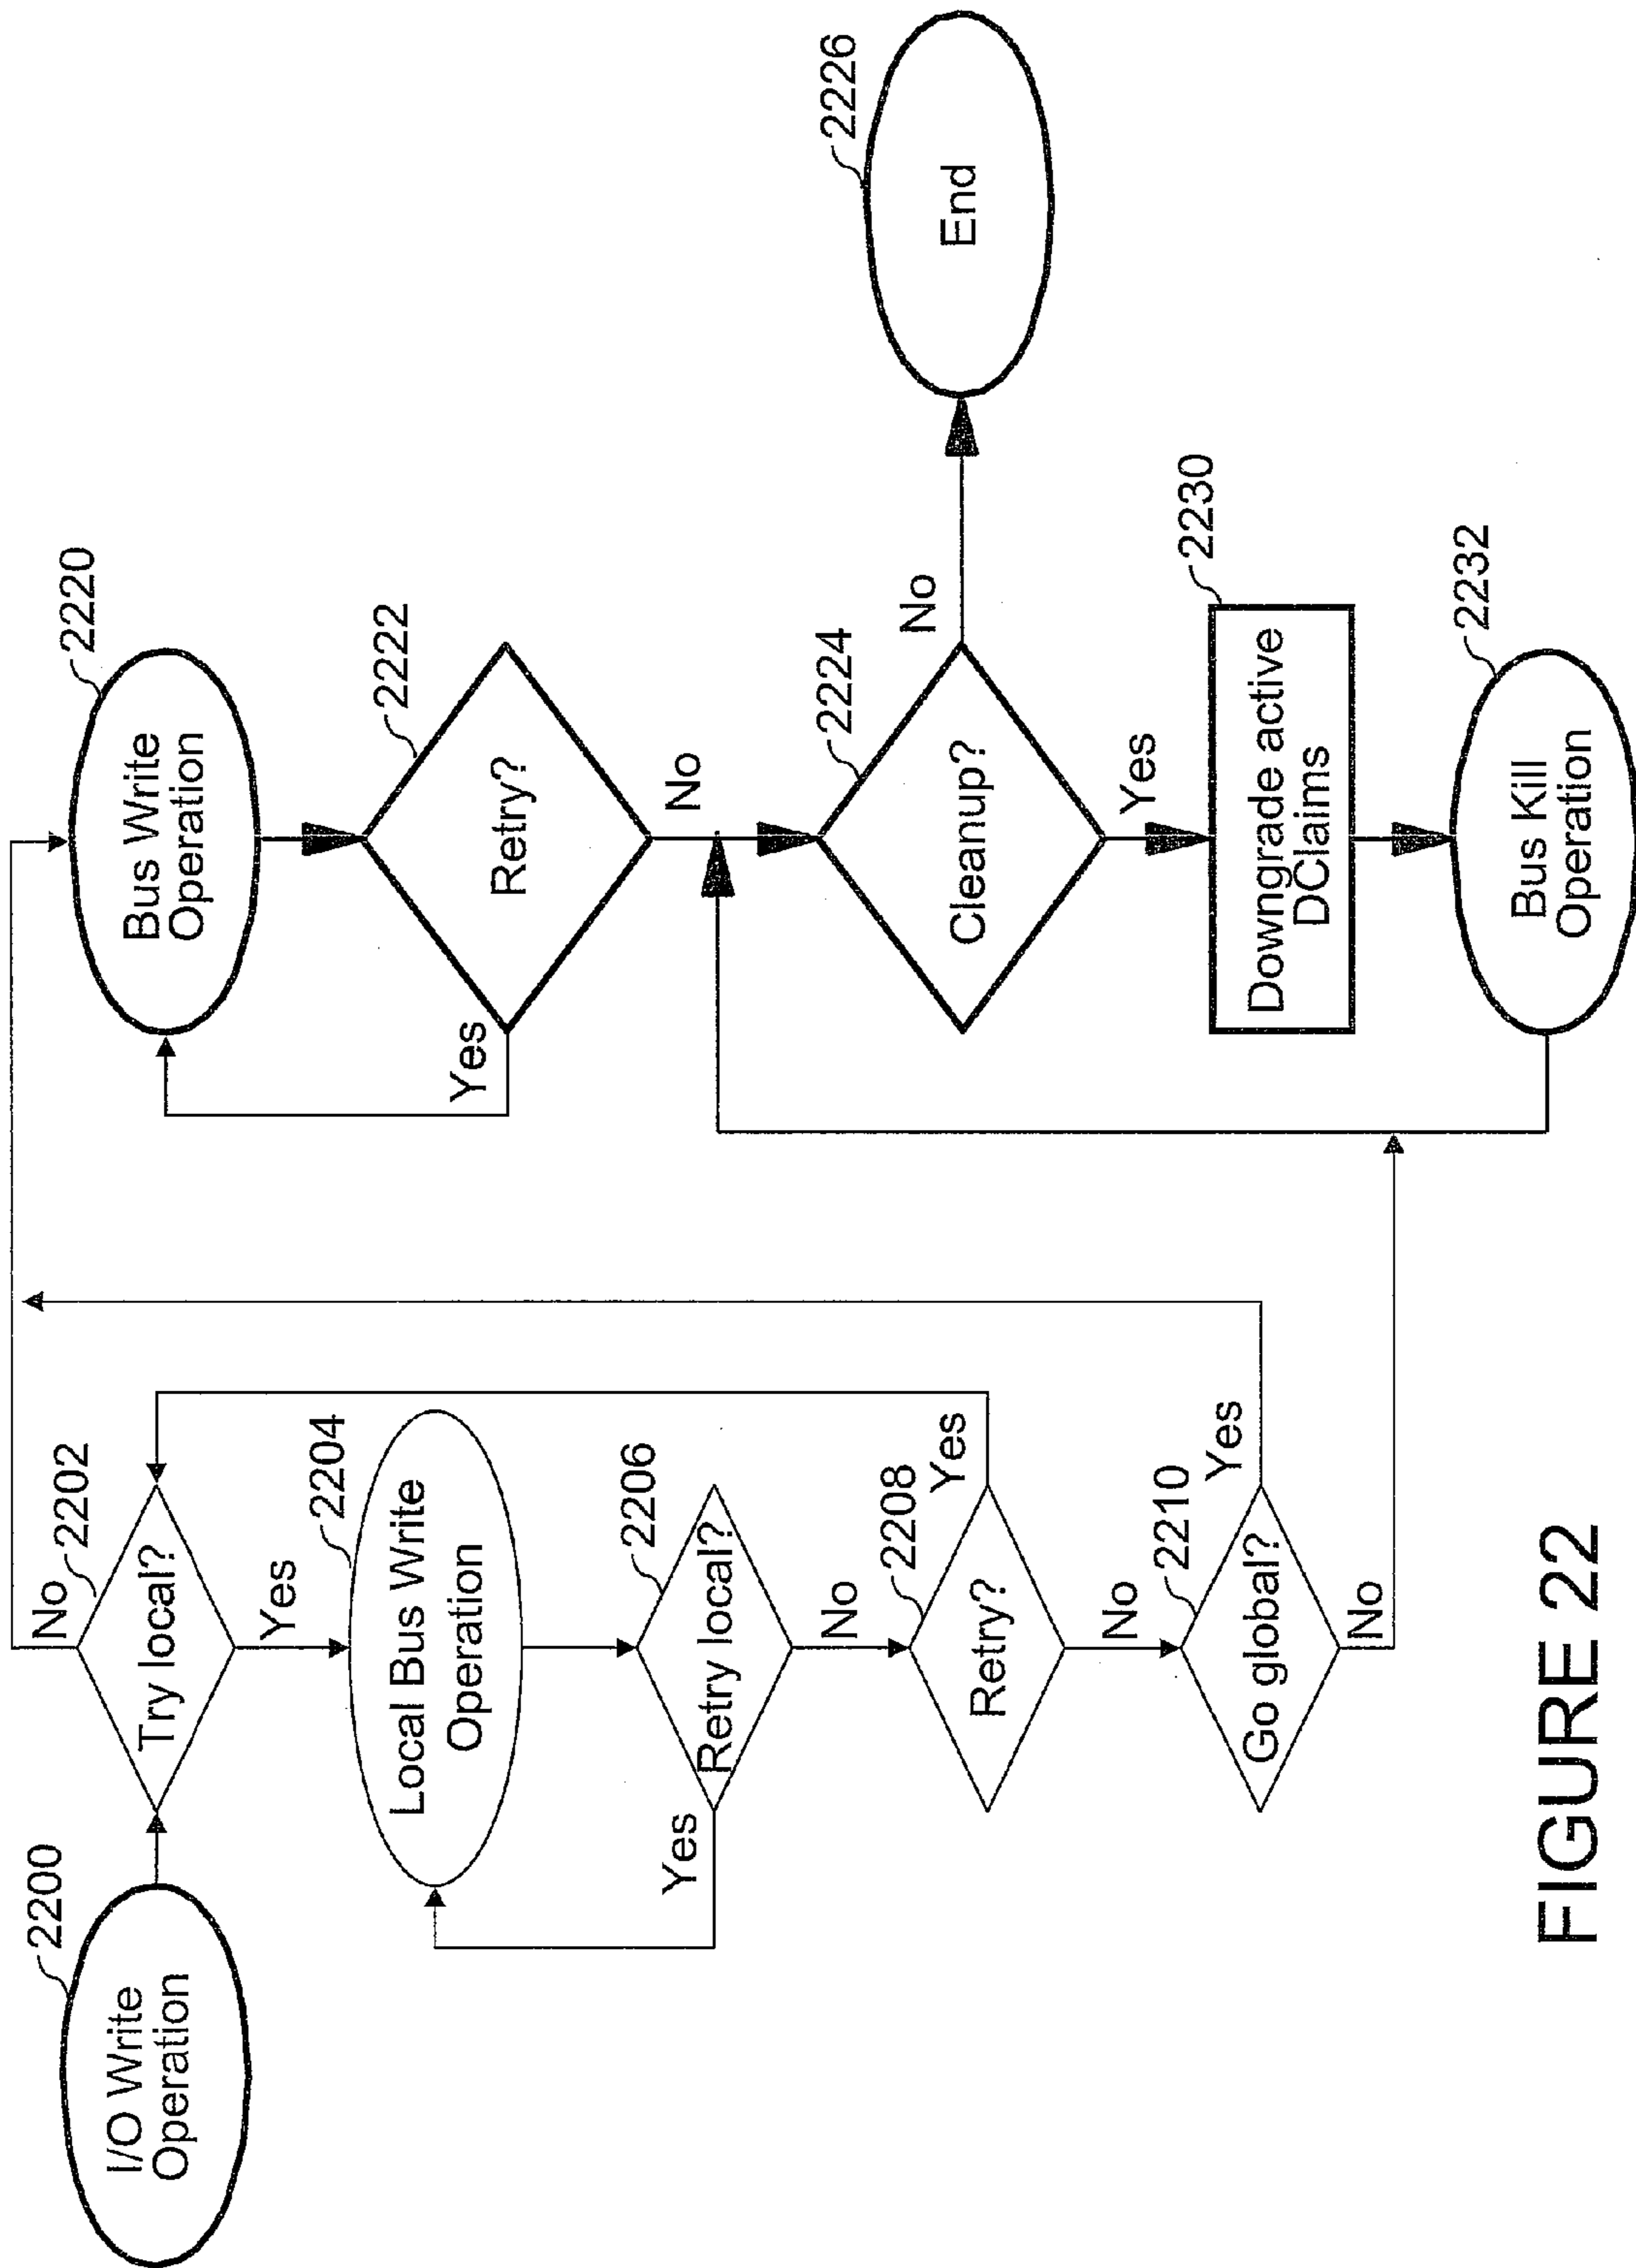 2200
I/O Write
Operation
2202
Try local?
No
Yes
2204
Local Bus Write
Operation
2206
Retry local?
Yes
No
2208
Retry?
Yes
No
2210
Go global?
Yes
No
2220
Bus Write
Operation
2222
Retry?
Yes
No
2224
Cleanup?
No
Yes
2226
End
2230
Downgrade active
DClaims
2232
Bus Kill
Operation
FIGURE 22